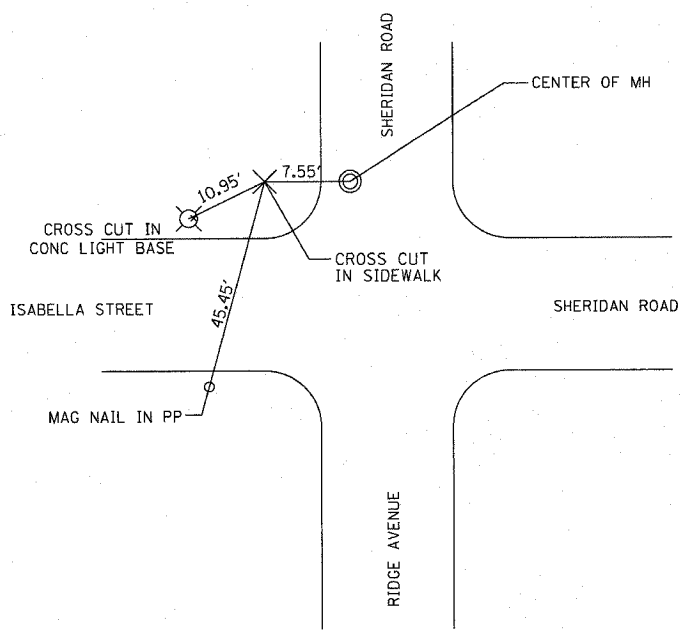 SHERIDAN ROAD
CENTER OF MH
7.55'
10.95'
CROSS CUT IN
CONC LIGHT BASE
CROSS CUT
IN SIDEWALK
ISABELLA STREET
45.45'
SHERIDAN ROAD
MAG NAIL IN PP
RIDGE AVENUE